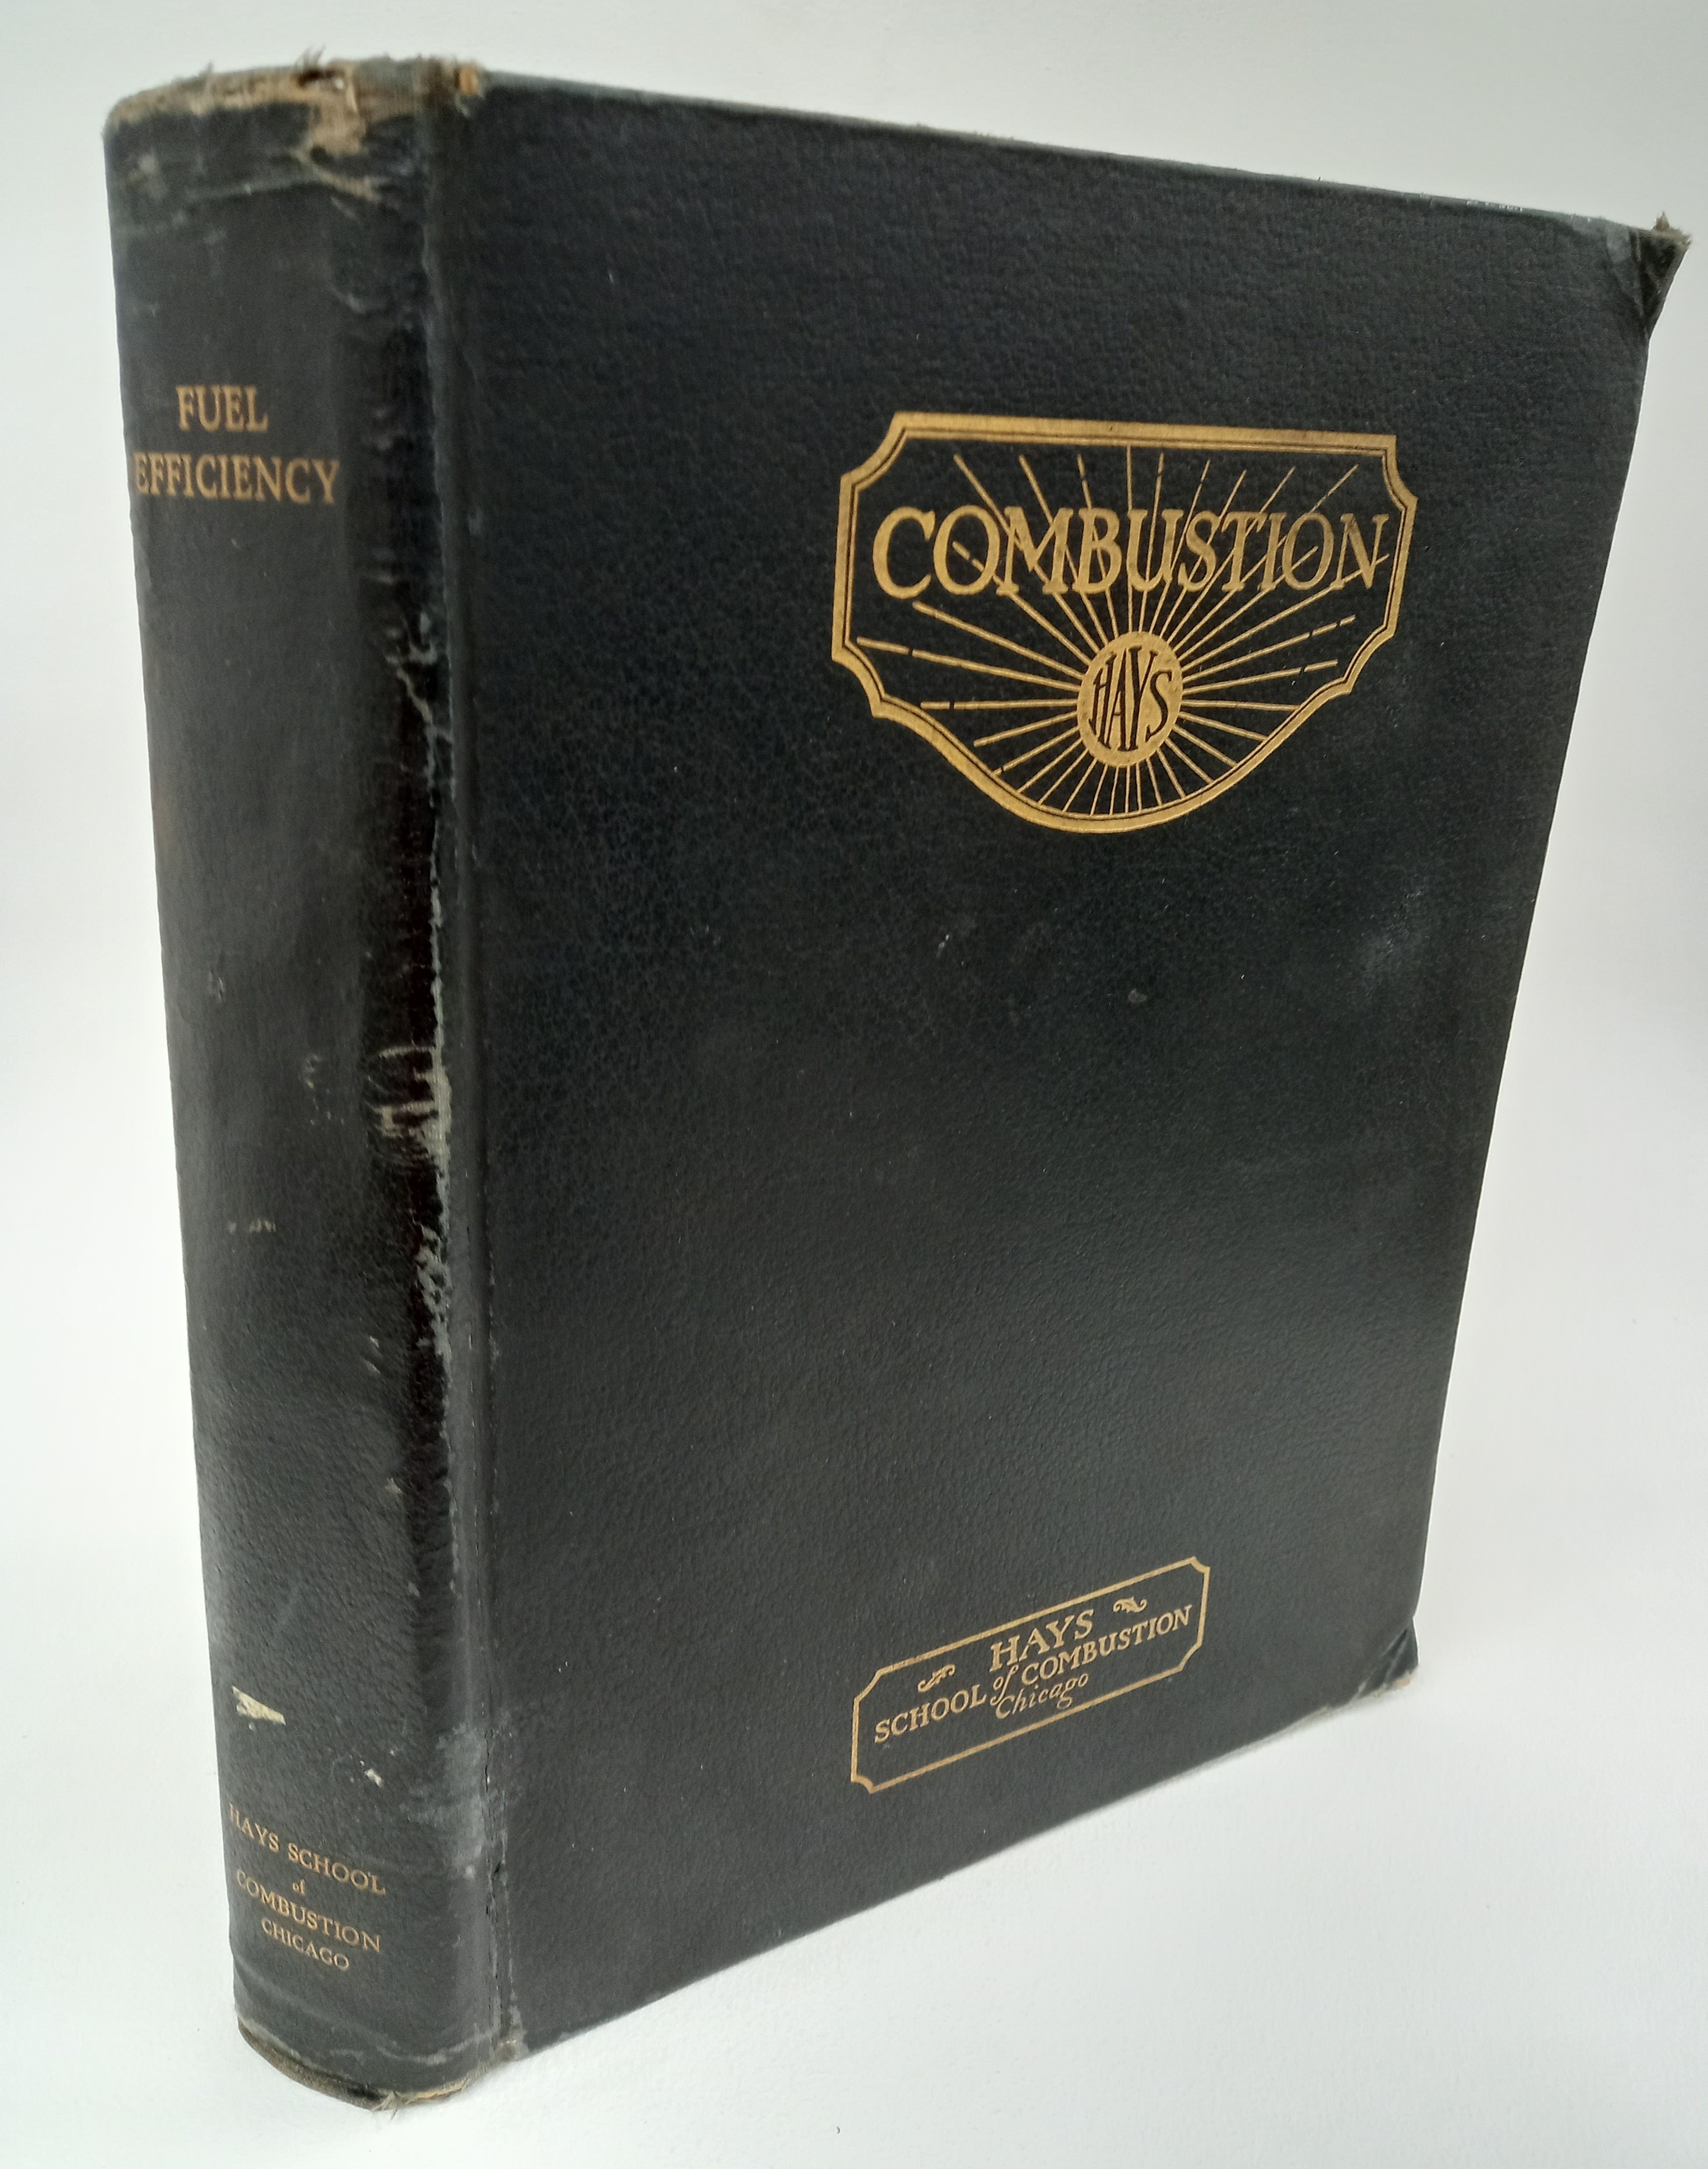 FUEL
EFFICIENCY
HAYS SCHOOL
of
COMBUSTION
CHICAGO
COMBUSTION
HAYS
HAYS
SCHOOL of COMBUSTION
Chicago